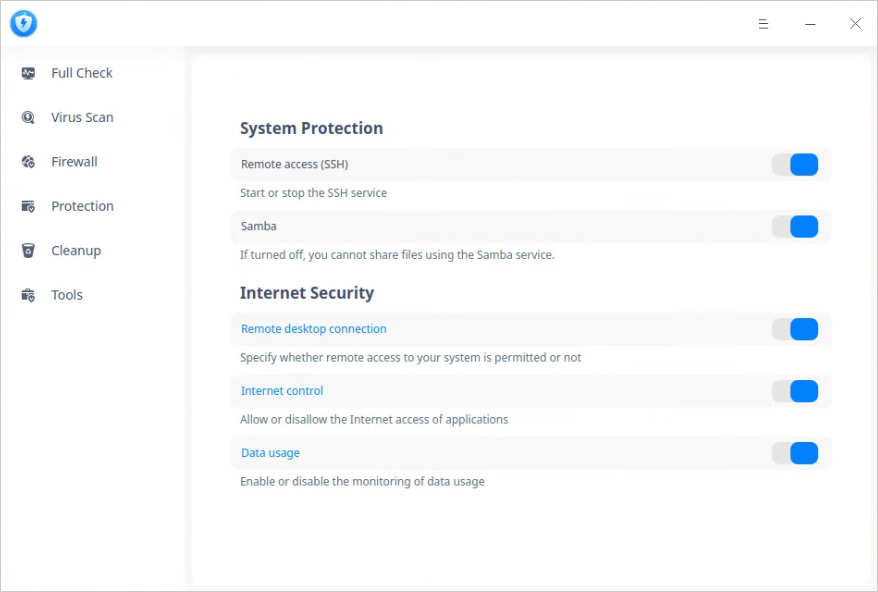 Full Check
Virus Scan
Firewall
Protection
Cleanup
Tools
System Protection
Remote access (SSH)
Start or stop the SSH service
Samba
If turned off, you cannot share files using the Samba service.
Internet Security
Remote desktop connection
Specify whether remote access to your system is permitted or not
Internet control
Allow or disallow the Internet access of applications
Data usage
Enable or disable the monitoring of data usage